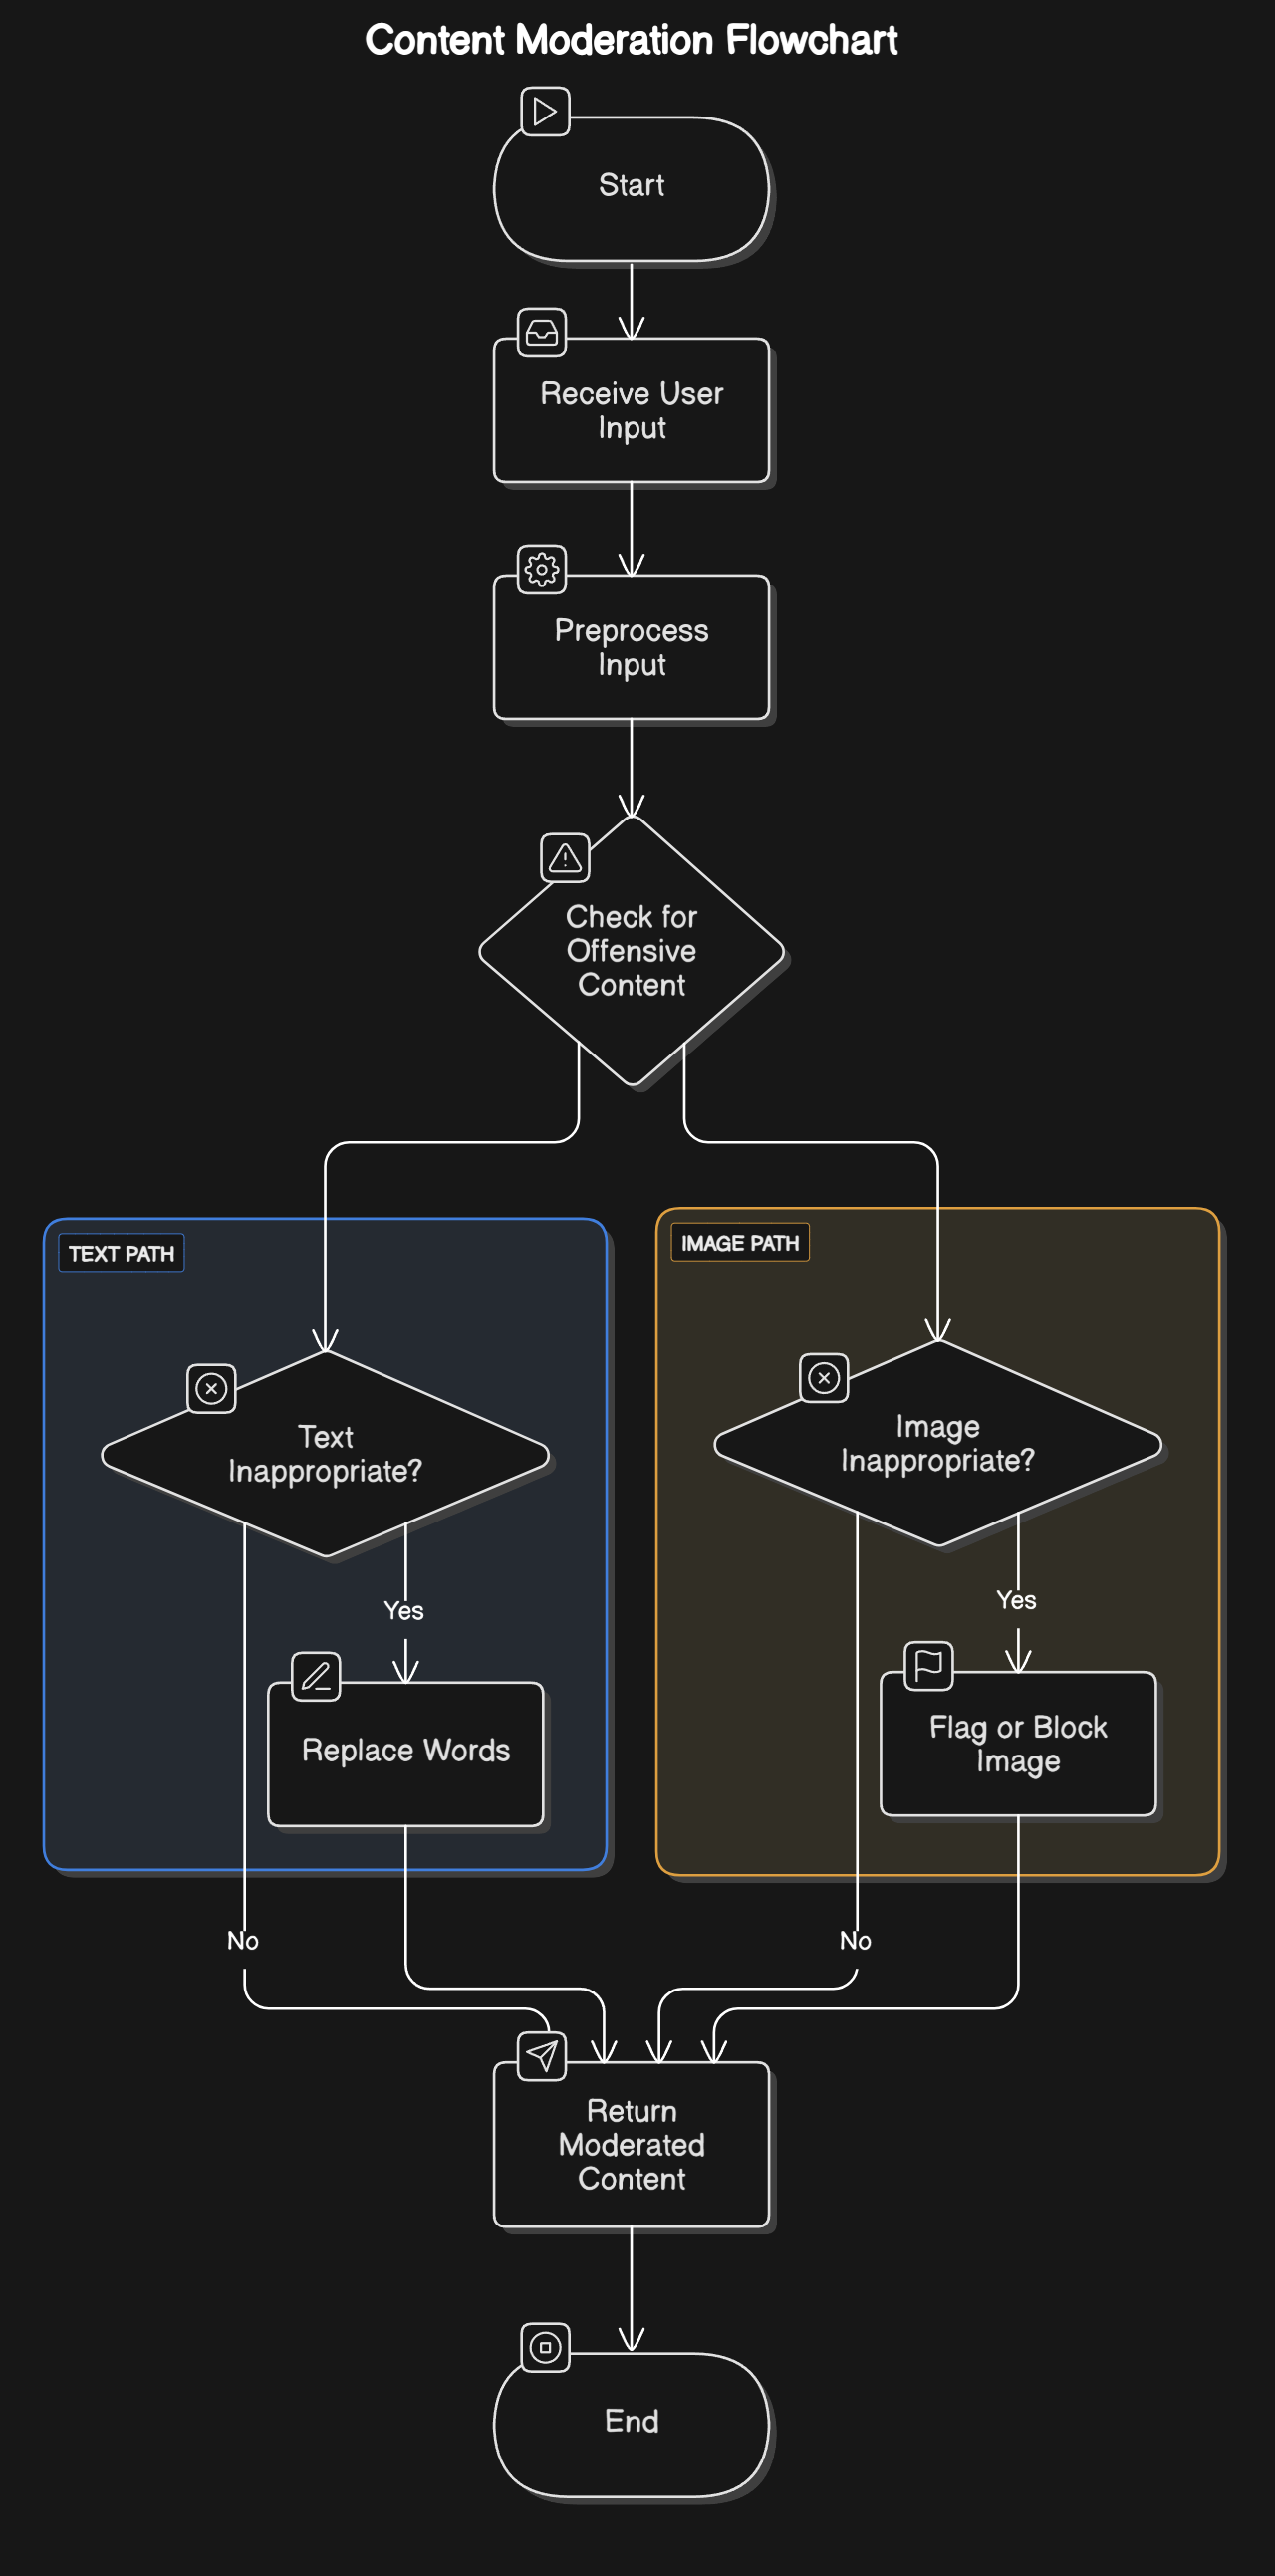 Content Moderation Flowchart
Start
Receive User
Input
Preprocess
Input
Check for
Offensive
Content
TEXT PATH
Text
Inappropriate?
Yes
Replace Words
No
IMAGE PATH
Image
Inappropriate?
Yes
Flag or Block
Image
No
Return
Moderated
Content
End